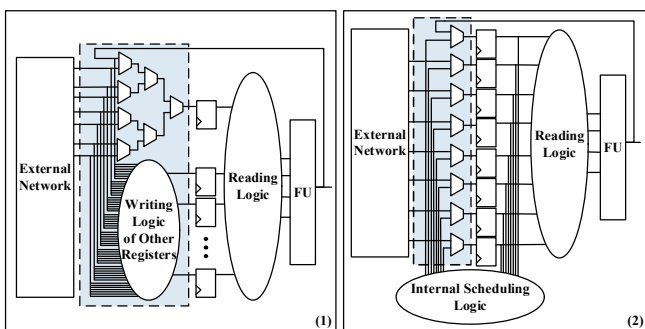 External
Network
Writing
Logic
of Other
Registers
Reading
Logic
FU
(1)
External
Network
Reading
Logic
FU
Internal Scheduling
Logic
(2)